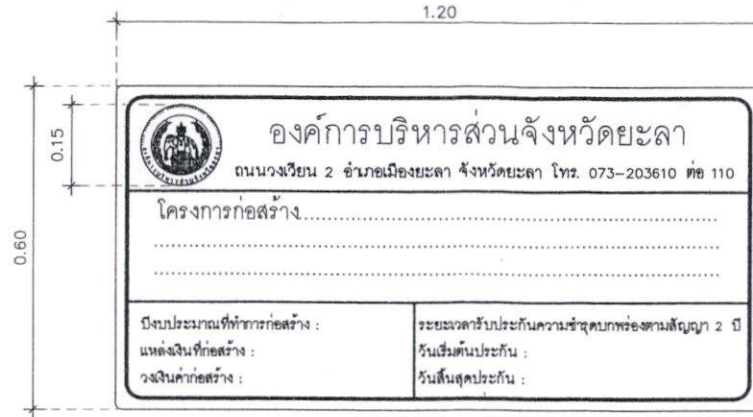 1.20
0.15
0.60
องค์การบริหารส่วนจังหวัดยะลา
ถนนวงเวียน 2 อำเภอเมืองยะลา จังหวัดยะลา โทร. 073-203610 ต่อ 110
โครงการก่อสร้าง..........................................................................
..........................................................................................
..........................................................................................
ปีงบประมาณที่ทำการก่อสร้าง :
แหล่งเงินที่ก่อสร้าง :
วงเงินค่าก่อสร้าง :
ระยะเวลารับประกันความชำรุดบกพร่องตามสัญญา 2 ปี
วันเริ่มต้นประกัน :
วันสิ้นสุดประกัน :